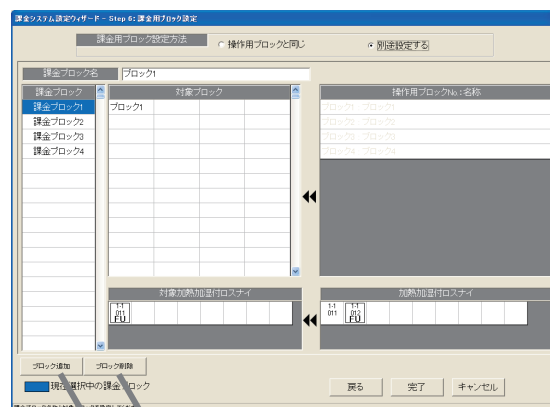 課金システム設定ウィザード - Step 6: 課金用ブロック設定
課金用ブロック設定方法 操作用ブロックと同じ 別途設定する
課金ブロック名 ブロック1
課金ブロック 対象ブロック 操作用ブロックNo.:名称
課金ブロック1 ブロック1 ブロック1 ブロック1
課金ブロック2 ブロック2 ブロック2
課金ブロック3 ブロック3 ブロック3
課金ブロック4 ブロック4 ブロック4
対象加熱加湿付ロスナイ 加熱加湿付ロスナイ
1-1 1-1 1-1
011 011 012
FU FU
ブロック追加 ブロック削除
現在選択中の課金ブロック 戻る 完了 キャンセル